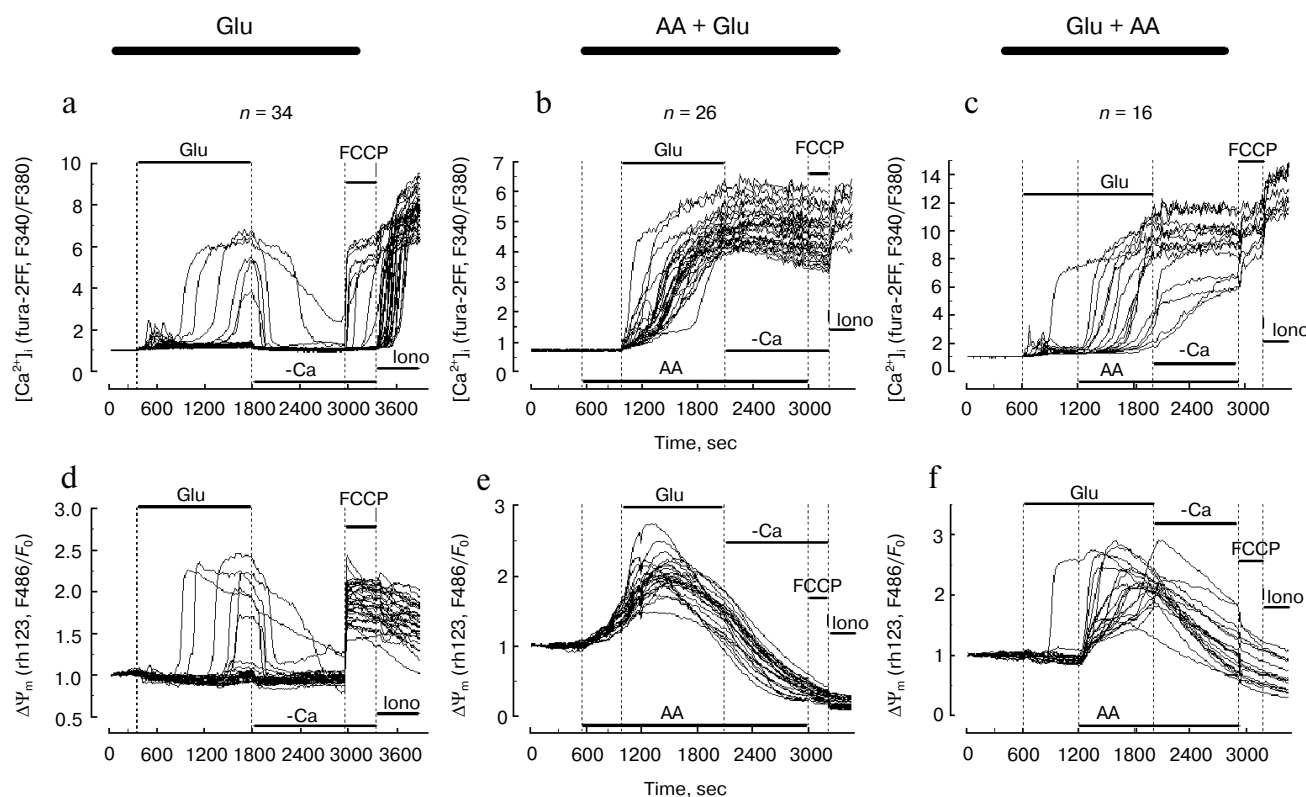 Glu
AA + Glu
Glu + AA
a
n = 34
b
n = 26
c
n = 16
[Ca²⁺]ᵢ (fura-2FF, F340/F380)
10
8
6
4
2
1
0
Glu
FCCP
-Ca
Iono
0 600 1200 1800 2400 3000 3600
[Ca²⁺]ᵢ (fura-2FF, F340/F380)
7
6
5
4
3
2
1
0
Glu
FCCP
Iono
-Ca
AA
0 600 1200 1800 2400 3000
[Ca²⁺]ᵢ (fura-2FF, F340/F380)
14
12
10
8
6
4
2
1
0
FCCP
Glu
Iono
-Ca
AA
0 600 1200 1800 2400 3000
Time, sec
d
ΔΨₘ (rh123, F486/F₀)
3.0
2.5
2.0
1.5
1.0
0.5
Glu
FCCP
Iono
-Ca
0 600 1200 1800 2400 3000 3600
e
ΔΨₘ (rh123, F486/F₀)
3
2
1
0
Glu
-Ca
FCCP
Iono
AA
0 600 1200 1800 2400 3000
f
ΔΨₘ (rh123, F486/F₀)
3
2
1
0
Glu
-Ca
FCCP
Iono
AA
0 600 1200 1800 2400 3000
Time, sec